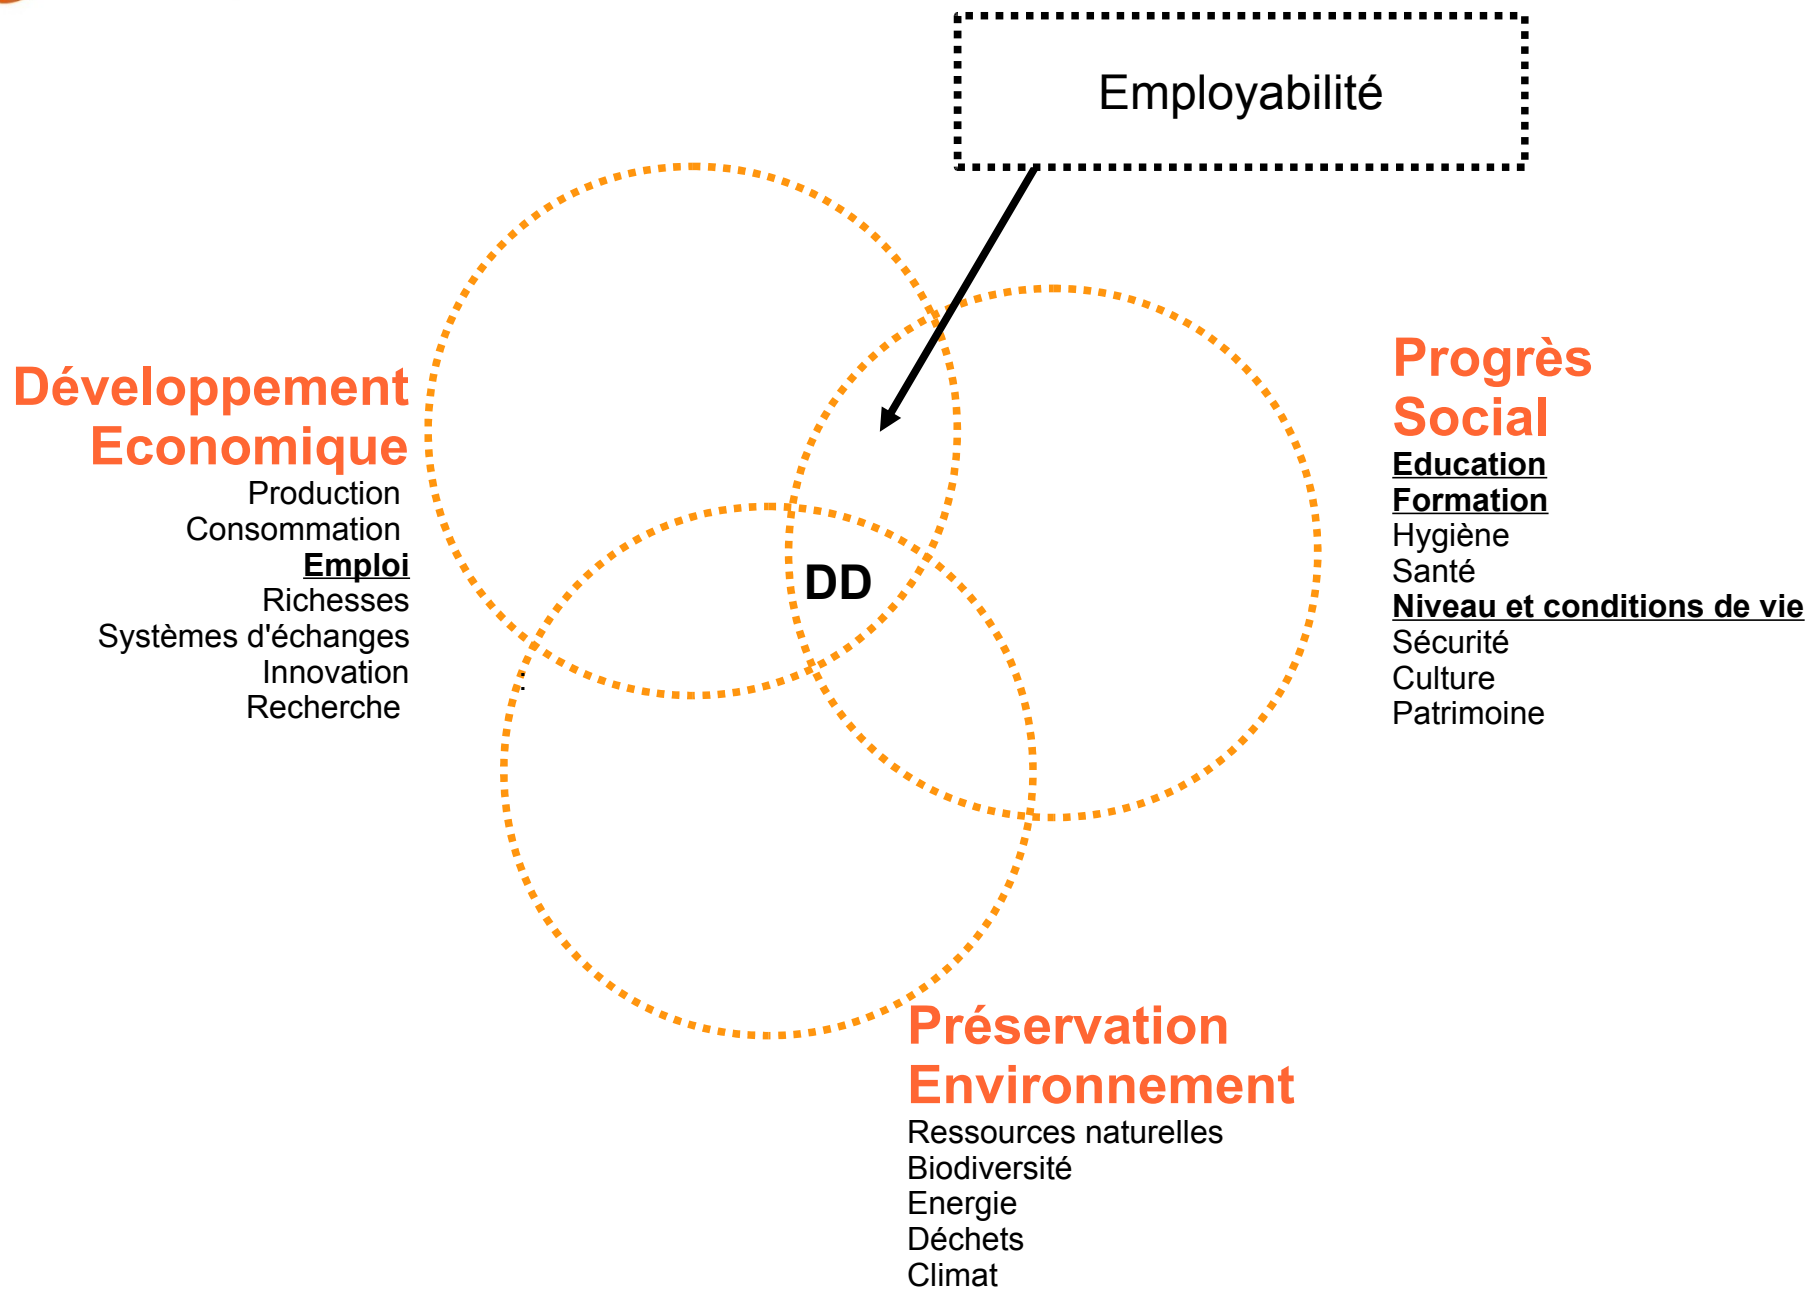 Employabilité
Développement
Economique
Production
Consommation
Emploi
Richesses
Systèmes d'échanges
Innovation
Recherche
:
DD
Progrès
Social
Education
Formation
Hygiène
Santé
Niveau et conditions de vie
Sécurité
Culture
Patrimoine
Préservation
Environnement
Ressources naturelles
Biodiversité
Energie
Déchets
Climat